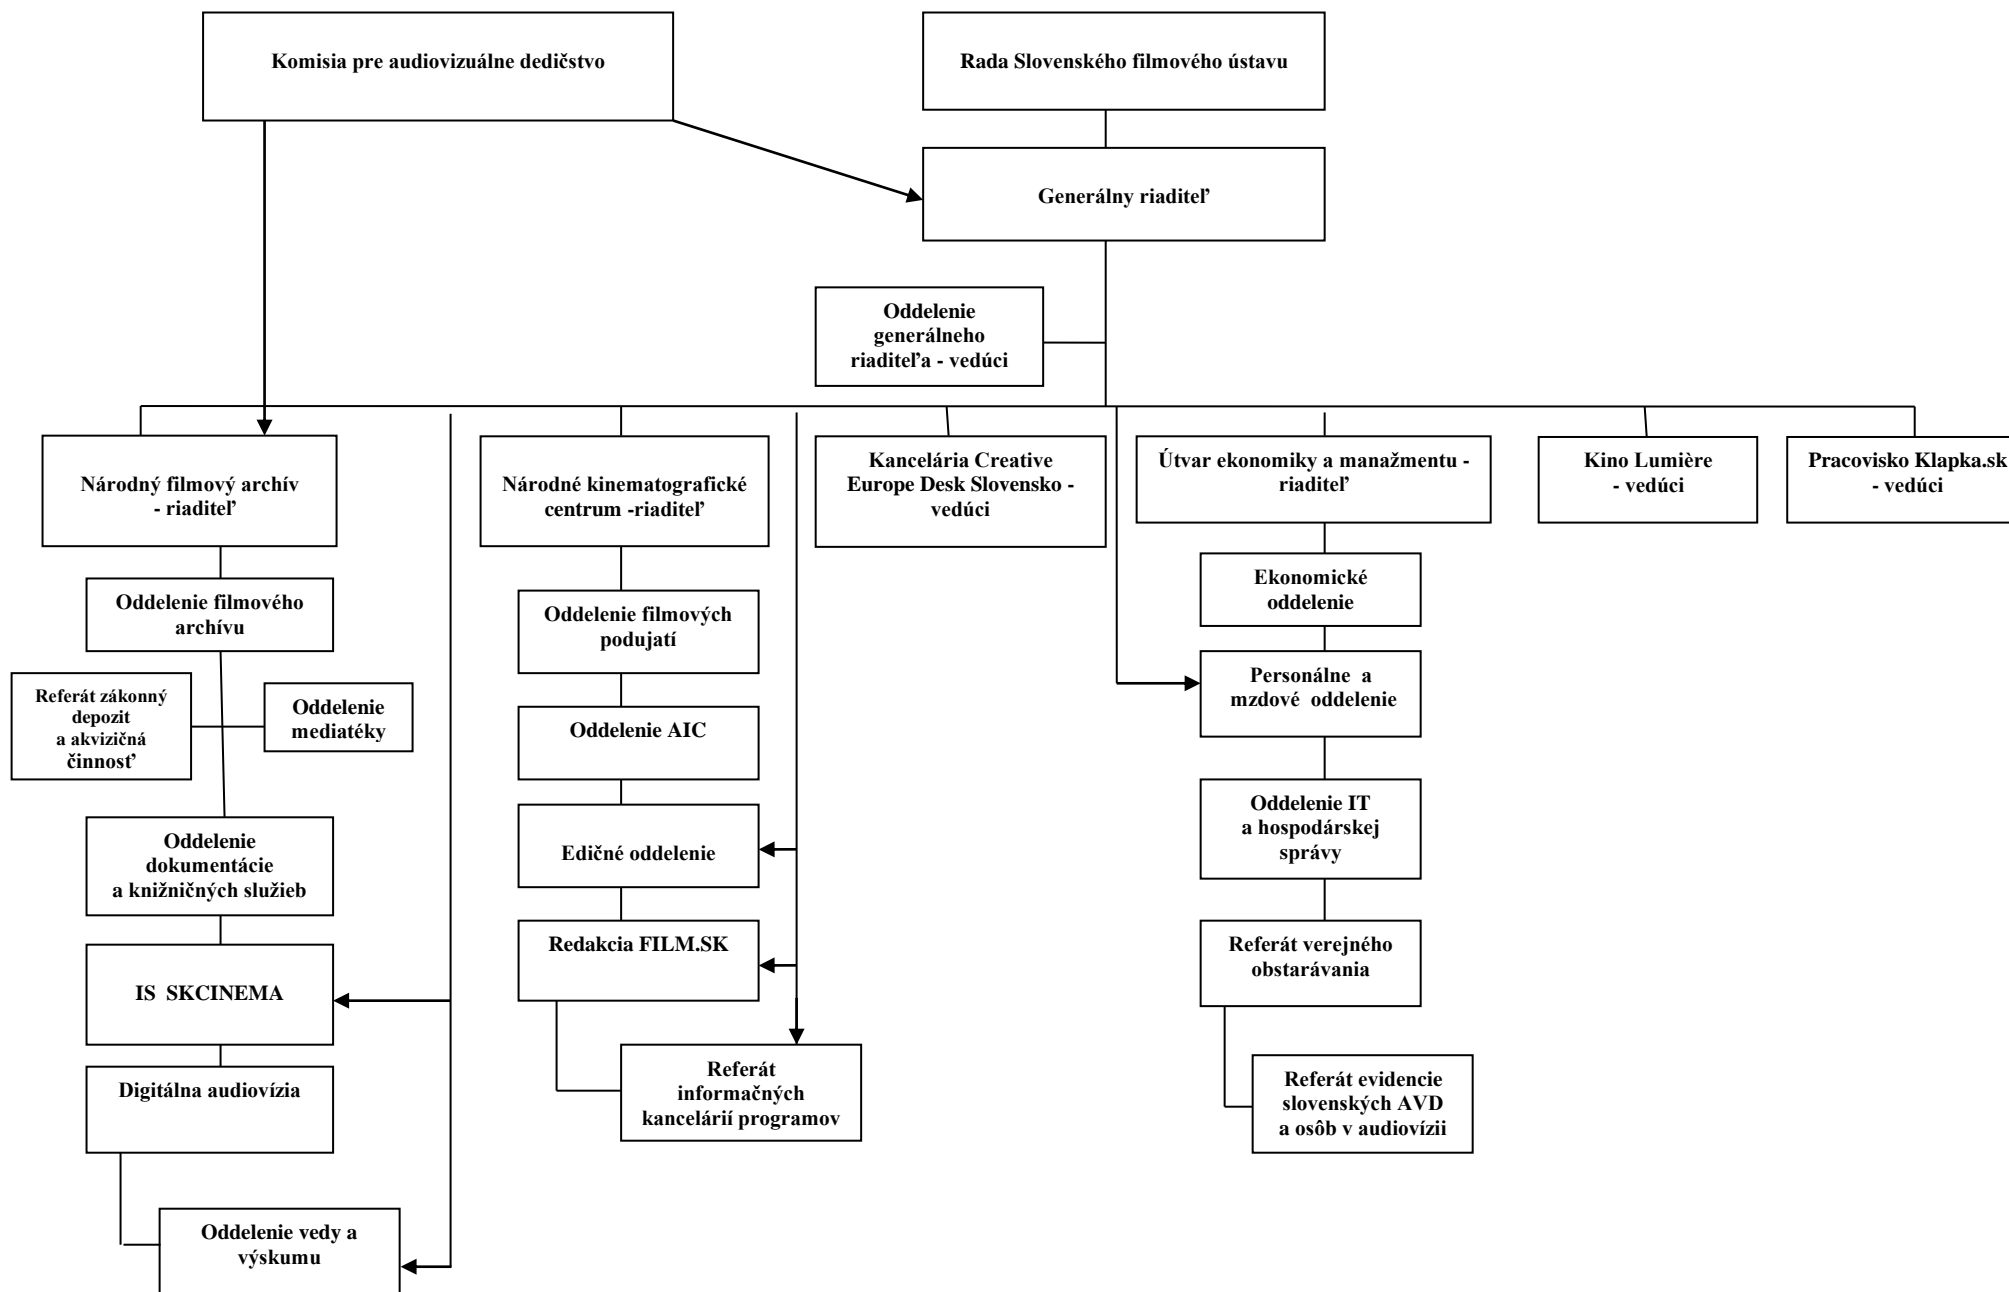 Komisia pre audiovizuálne dedičstvo
Rada Slovenského filmového ústavu
Generálny riaditeľ
Oddelenie
generálneho
riaditeľa - vedúci
Národný filmový archív
- riaditeľ
Národné kinematografické
centrum -riaditeľ
Kancelária Creative
Europe Desk Slovensko -
vedúci
Útvar ekonomiky a manažmentu -
riaditeľ
Kino Lumière
- vedúci
Pracovisko Klapka.sk
- vedúci
Oddelenie filmového
archívu
Referát zákonný
depozit
a akvizičná
činnosť
Oddelenie
mediatéky
Oddelenie
dokumentácie
a knižničných služieb
IS  SKCINEMA
Digitálna audiovízia
Oddelenie vedy a
výskumu
Oddelenie filmových
podujatí
Oddelenie AIC
Edičné oddelenie
Redakcia FILM.SK
Referát
informačných
kancelárií programov
Ekonomické
oddelenie
Personálne  a
mzdové  oddelenie
Oddelenie IT
a hospodárskej
správy
Referát verejného
obstarávania
Referát evidencie
slovenských AVD
a osôb v audiovízii